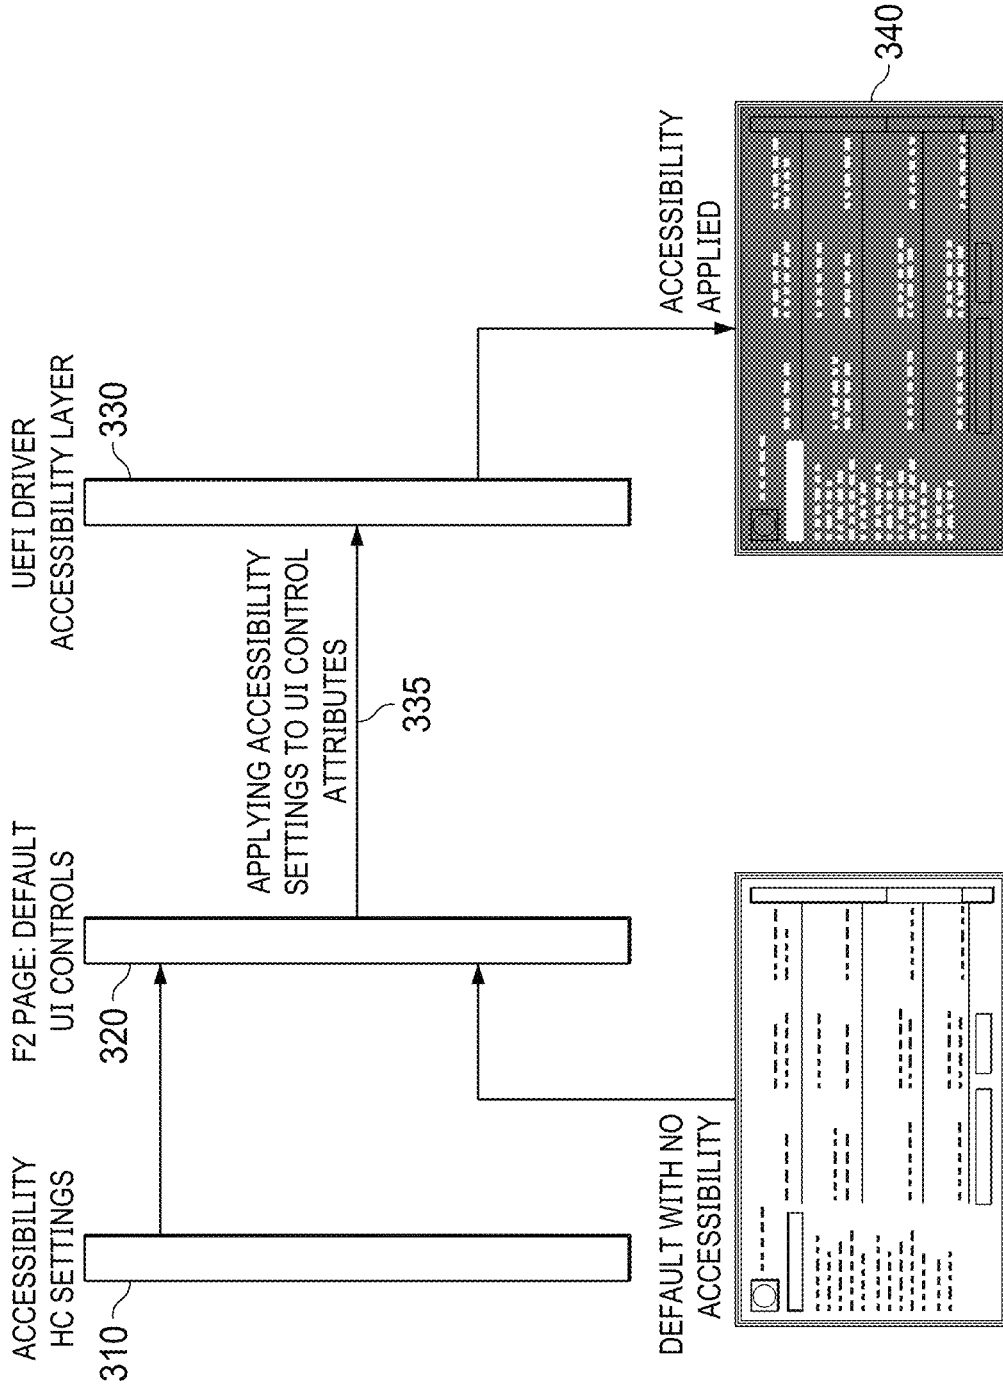 ACCESSIBILITY
HC SETTINGS
310
F2 PAGE: DEFAULT
UI CONTROLS
320
UEFI DRIVER
ACCESSIBILITY LAYER
330
APPLYING ACCESSIBILITY
SETTINGS TO UI CONTROL
ATTRIBUTES
335
DEFAULT WITH NO
ACCESSIBILITY
ACCESSIBILITY
APPLIED
340